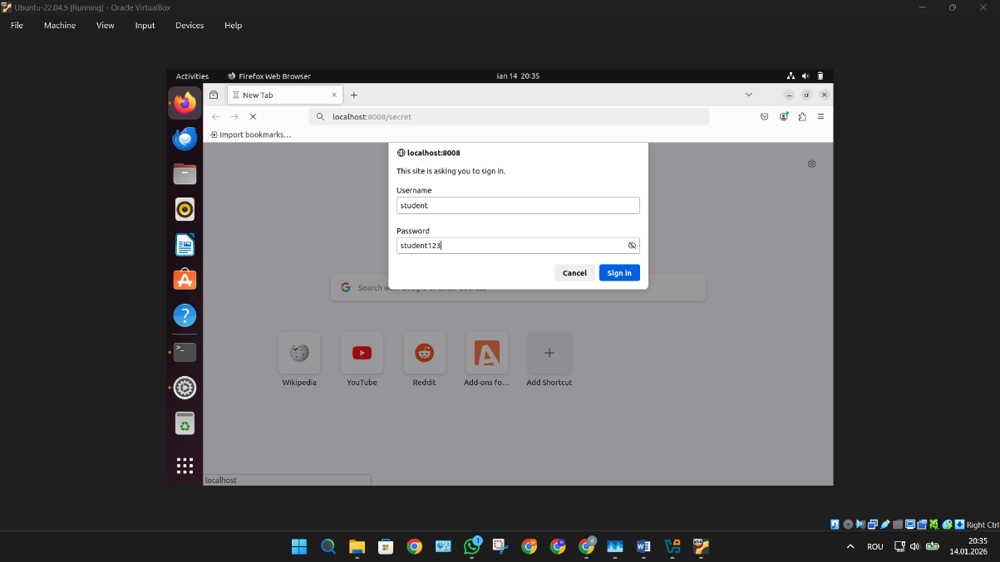 Ubuntu-22.04.5 [Running] - Oracle VirtualBox
File Machine View Input Devices Help
Activities Firefox Web Browser ian 14 20:35
New Tab
localhost:8008/secret
Import bookmarks…
localhost:8008
This site is asking you to sign in.
Username
student
Password
student123
Cancel Sign in
Search with Google or enter address
Wikipedia YouTube Reddit Add-ons fo… Add Shortcut
localhost
Right Ctrl
ROU
20:35
14.01.2026